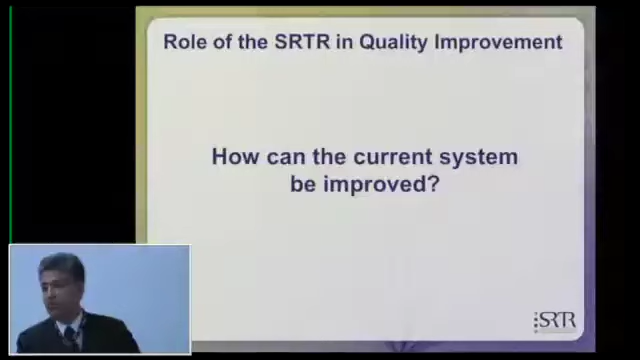 Role of the SRTR in Quality Improvement
How can the current system
be improved?
SRTR